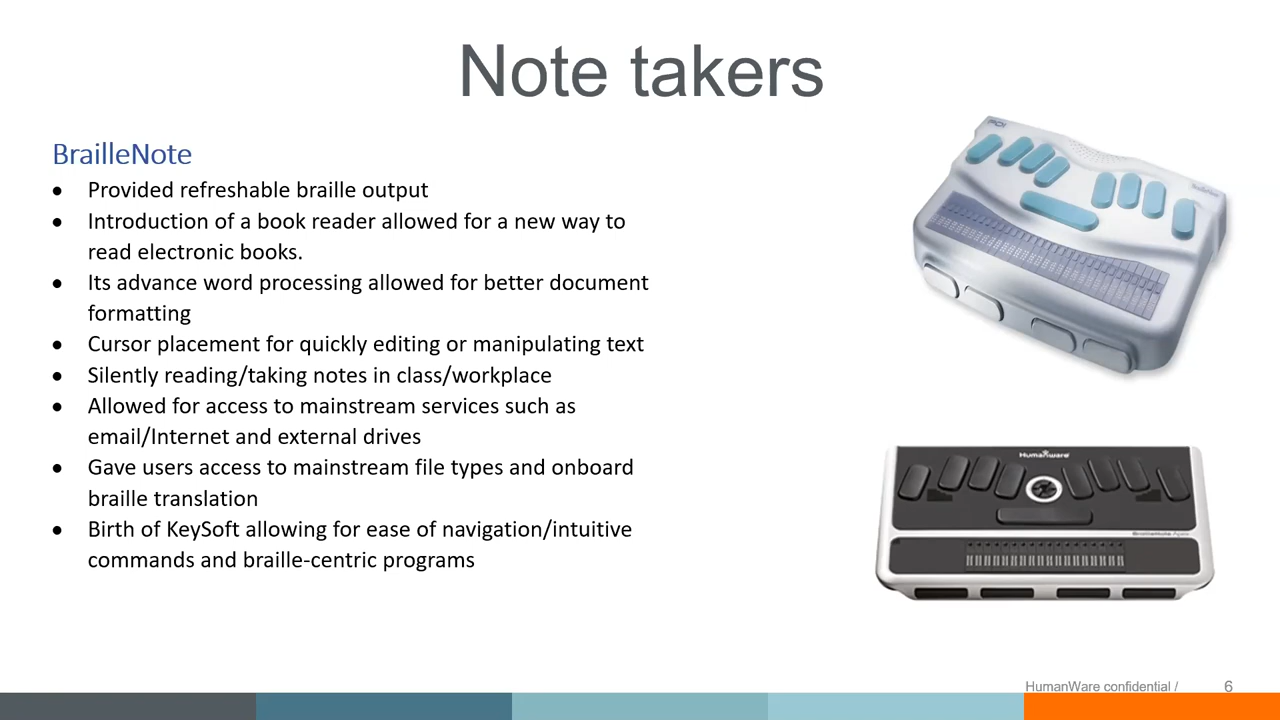 Note takers
BrailleNote
• Provided refreshable braille output
• Introduction of a book reader allowed for a new way to
read electronic books.
• Its advance word processing allowed for better document
formatting
• Cursor placement for quickly editing or manipulating text
• Silently reading/taking notes in class/workplace
• Allowed for access to mainstream services such as
email/Internet and external drives
• Gave users access to mainstream file types and onboard
braille translation
• Birth of KeySoft allowing for ease of navigation/intuitive
commands and braille-centric programs
HumanWare
HumanWare confidential /
6